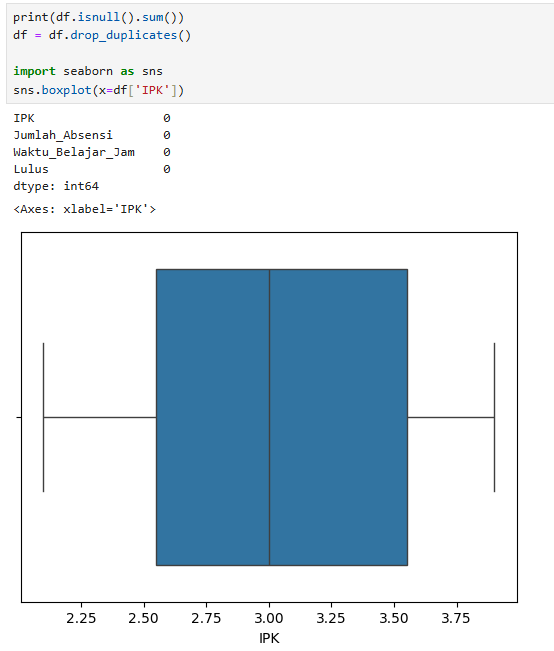 print(df.isnull().sum())
df = df.drop_duplicates()
import seaborn as sns
sns.boxplot(x=df['IPK'])
IPK 0
Jumlah_Absensi 0
Waktu_Belajar_Jam 0
Lulus 0
dtype: int64
<Axes: xlabel='IPK'>
2.25 2.50 2.75 3.00 3.25 3.50 3.75
IPK